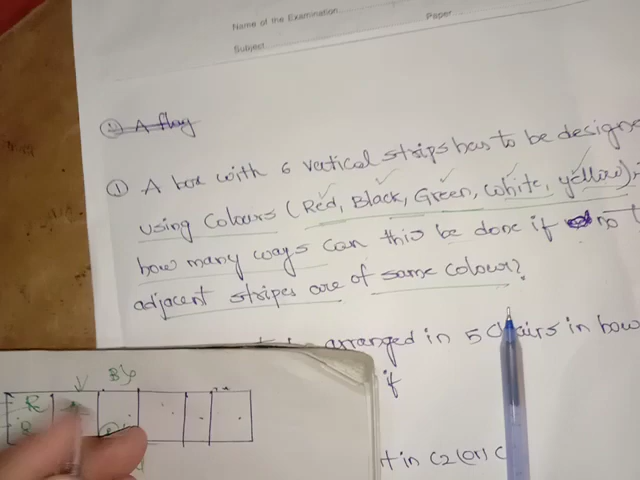 Name of the Examination
Paper
Subject
① A flag
① A box with 6 vertical strips has to be designe
using Colours (Red, Black, Green, White, yellow),
how many ways can this be done if no t
adjacent stripes are of same colour?
arranged in 5 Chairs in how
if
B
R
R
t in C2 (or) C